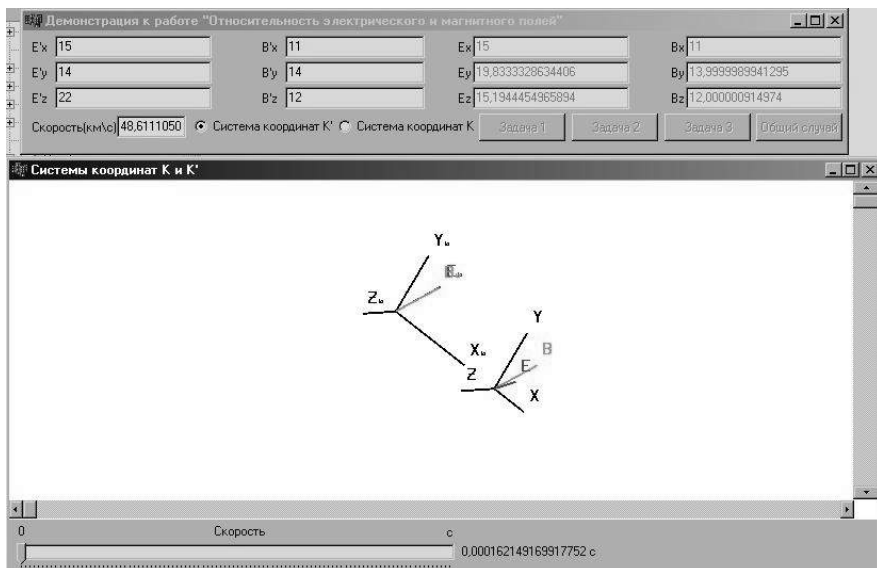 Демонстрация к работе "Относительность электрического и магнитного полей"
E'x 15 B'x 11 Ex 15 Bx 11
E'y 14 B'y 14 Ey 19,8333328634406 By 13,9999989941295
E'z 22 B'z 12 Ez 15,1944454965894 Bz 12,000000914974
Скорость(км\с) 48,6111050 Система координат K' Система координат K Задача 1 Задача 2 Задача 3 Общий случай
Системы координат K и K'
Y
Z
X
Y
B
E
Z
X
0 Скорость c
0,000162149169917752 c